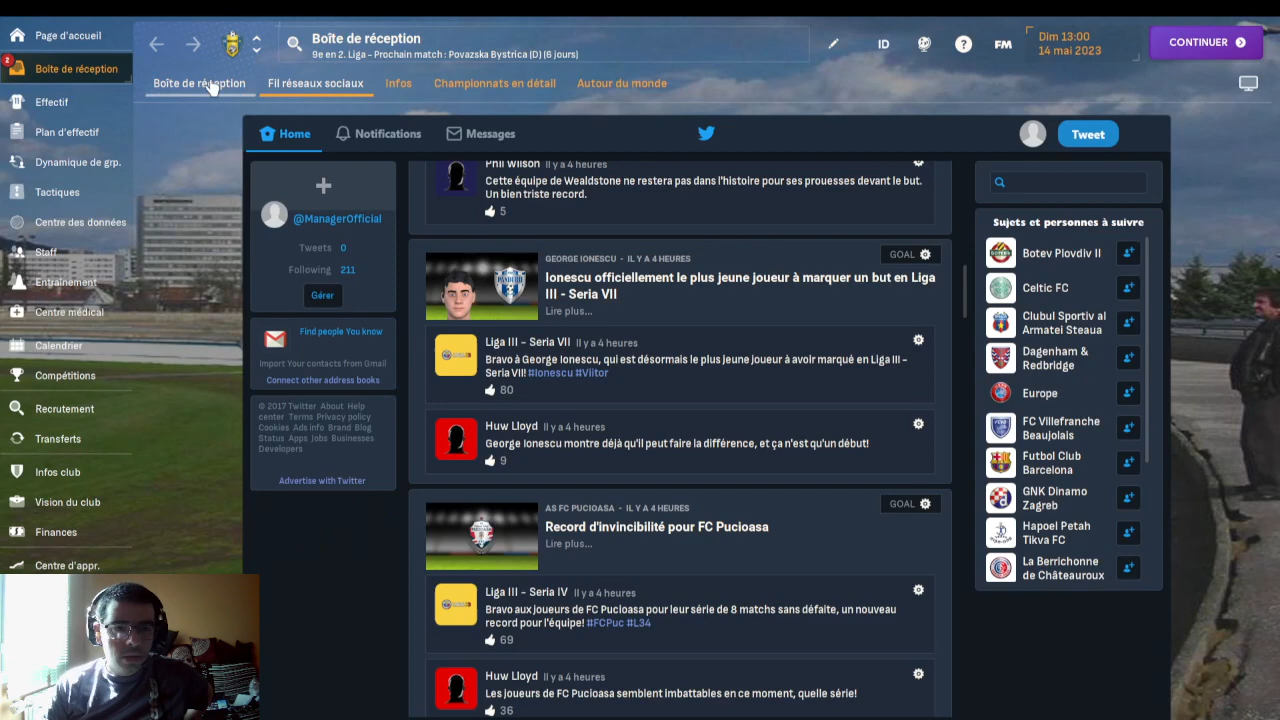 Page d'accueil
2
Boîte de réception
Effectif
Plan d'effectif
Dynamique de grp.
Tactiques
Centre des données
Staff
Entraînement
Centre médical
Calendrier
Compétitions
Recrutement
Transferts
Infos club
Vision du club
Finances
Centre d'appr.
Boîte de réception
9e en 2. Liga - Prochain match : Povazska Bystrica (D) (6 jours)
ID
?
FM
Dim 13:00
14 mai 2023
CONTINUER
Boîte de réception
Fil réseaux sociaux
Infos
Championnats en détail
Autour du monde
Home
Notifications
Messages
Tweet
@ManagerOfficial
Tweets 0
Following 211
Gérer
Find people You know
Import Your contacts from Gmail
Connect other address books
© 2017 Twitter About Help
center Terms Privacy policy
Cookies Ads info Brand Blog
Status Apps Jobs Businesses
Developers
Advertise with Twitter
Phil Wilson Il y a 4 heures
Cette équipe de Wealdstone ne restera pas dans l'histoire pour ses prouesses devant le but.
Un bien triste record.
5
GEORGE IONESCU - IL Y A 4 HEURES
GOAL
Ionescu officiellement le plus jeune joueur à marquer un but en Liga
III - Seria VII
Lire plus...
Liga III - Seria VII Il y a 4 heures
Bravo à George Ionescu, qui est désormais le plus jeune joueur à avoir marqué en Liga III -
Seria VII! #Ionescu #Viitor
80
Huw Lloyd Il y a 4 heures
George Ionescu montre déjà qu'il peut faire la différence, et ça n'est qu'un début!
9
AS FC PUCIOASA - IL Y A 4 HEURES
GOAL
Record d'invincibilité pour FC Pucioasa
Lire plus...
Liga III - Seria IV Il y a 4 heures
Bravo aux joueurs de FC Pucioasa pour leur série de 8 matchs sans défaite, un nouveau
record pour l'équipe! #FCPuc #L34
69
Huw Lloyd Il y a 4 heures
Les joueurs de FC Pucioasa semblent imbattables en ce moment, quelle série!
36
Sujets et personnes à suivre
Botev Plovdiv II
Celtic FC
Clubul Sportiv al
Armatei Steaua
Dagenham &
Redbridge
Europe
FC Villefranche
Beaujolais
Futbol Club
Barcelona
GNK Dinamo
Zagreb
Hapoel Petah
Tikva FC
La Berrichonne
de Châteauroux